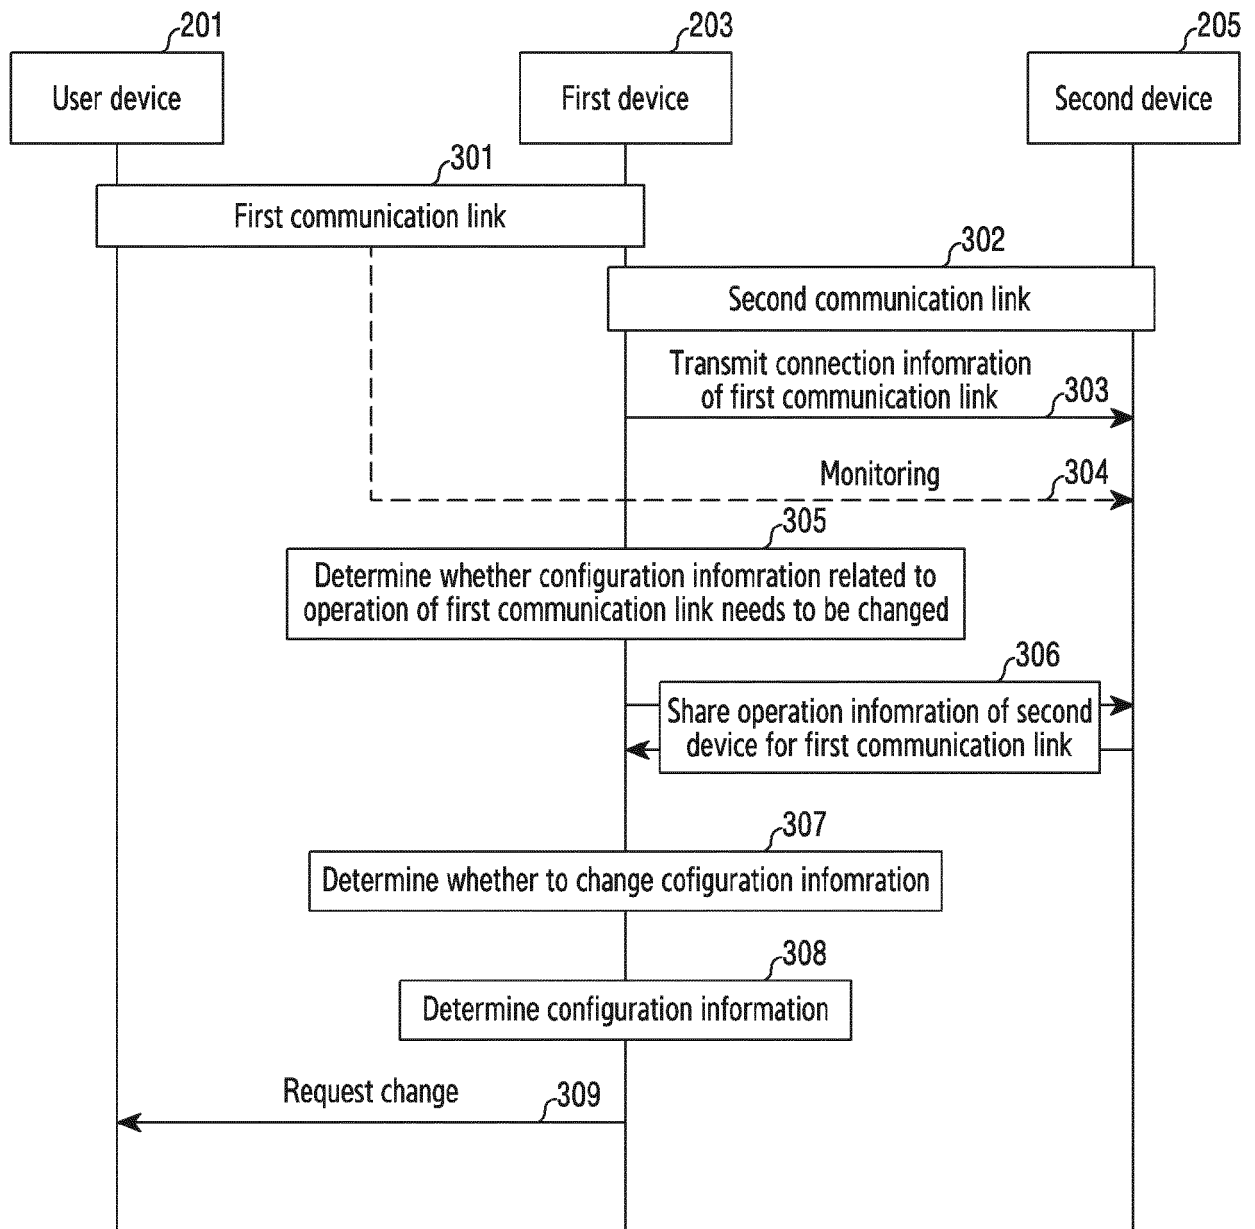 201
203
205
User device
First device
Second device
301
First communication link
302
Second communication link
Transmit connection infomration
of first communication link
303
Monitoring
304
305
Determine whether configuration infomration related to
operation of first communication link needs to be changed
306
Share operation infomration of second
device for first communication link
307
Determine whether to change cofiguration infomration
308
Determine configuration information
Request change
309